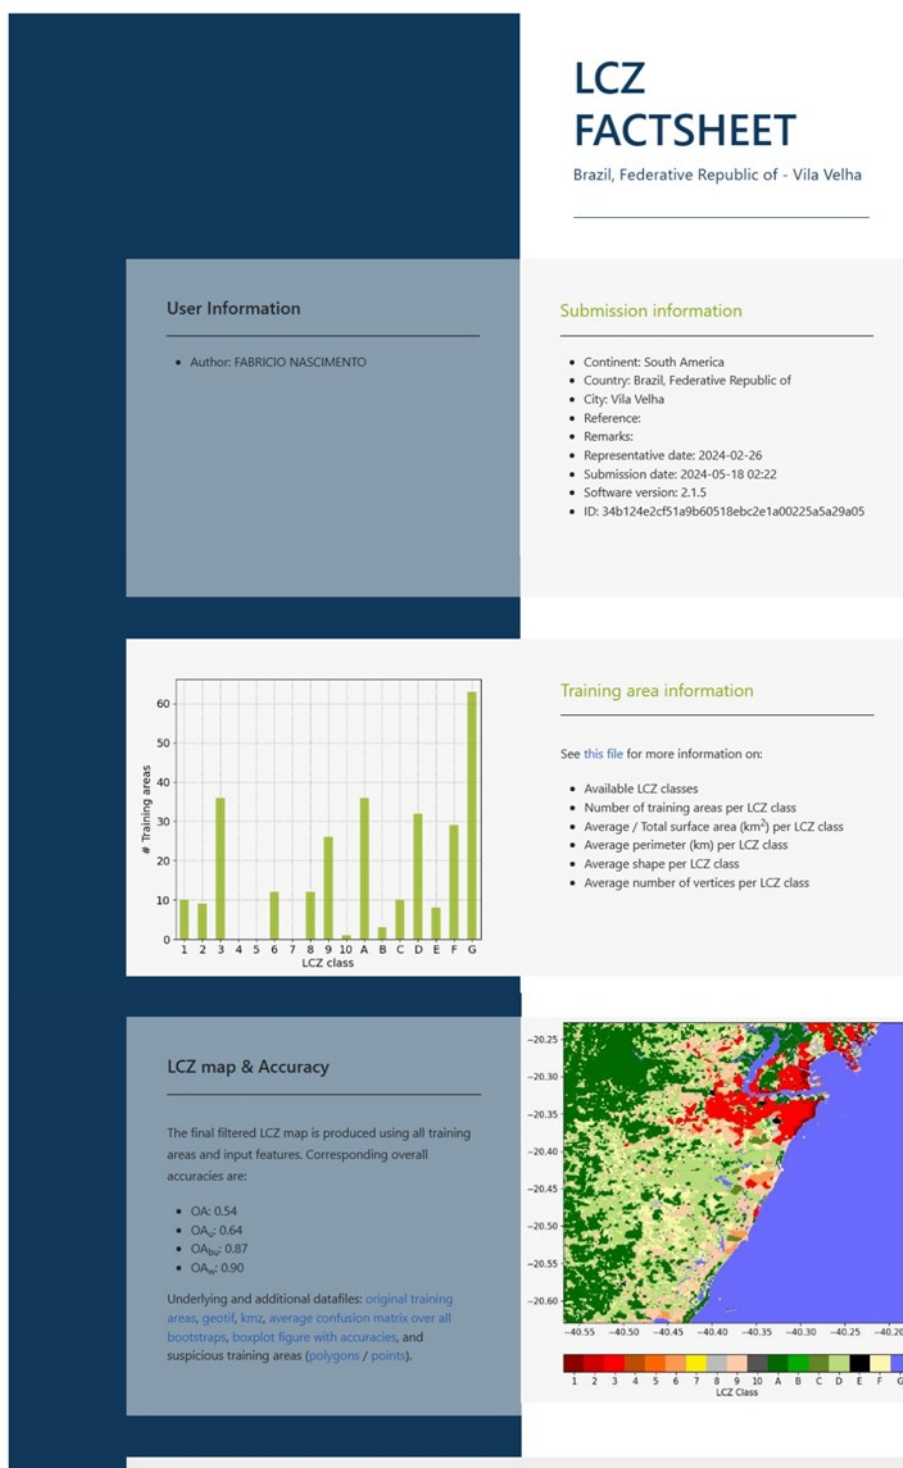 LCZ
FACTSHEET
Brazil, Federative Republic of - Vila Velha
User Information
• Author: FABRICIO NASCIMENTO
Submission information
• Continent: South America
• Country: Brazil, Federative Republic of
• City: Vila Velha
• Reference:
• Remarks:
• Representative date: 2024-02-26
• Submission date: 2024-05-18 02:22
• Software version: 2.1.5
• ID: 34b124e2cf51a9b60518ebc2e1a00225a5a29a05
# Training areas
60
50
40
30
20
10
0
1 2 3 4 5 6 7 8 9 10 A B C D E F G
LCZ class
Training area information
See this file for more information on:
• Available LCZ classes
• Number of training areas per LCZ class
• Average / Total surface area (km²) per LCZ class
• Average perimeter (km) per LCZ class
• Average shape per LCZ class
• Average number of vertices per LCZ class
LCZ map & Accuracy
The final filtered LCZ map is produced using all training
areas and input features. Corresponding overall
accuracies are:
• OA: 0.54
• OAu: 0.64
• OAbu: 0.87
• OAw: 0.90
Underlying and additional datafiles: original training
areas, geotif, kmz, average confusion matrix over all
bootstraps, boxplot figure with accuracies, and
suspicious training areas (polygons / points).
−20.25
−20.30
−20.35
−20.40
−20.45
−20.50
−20.55
−20.60
−40.55 −40.50 −40.45 −40.40 −40.35 −40.30 −40.25 −40.20
1 2 3 4 5 6 7 8 9 10 A B C D E F G
LCZ Class